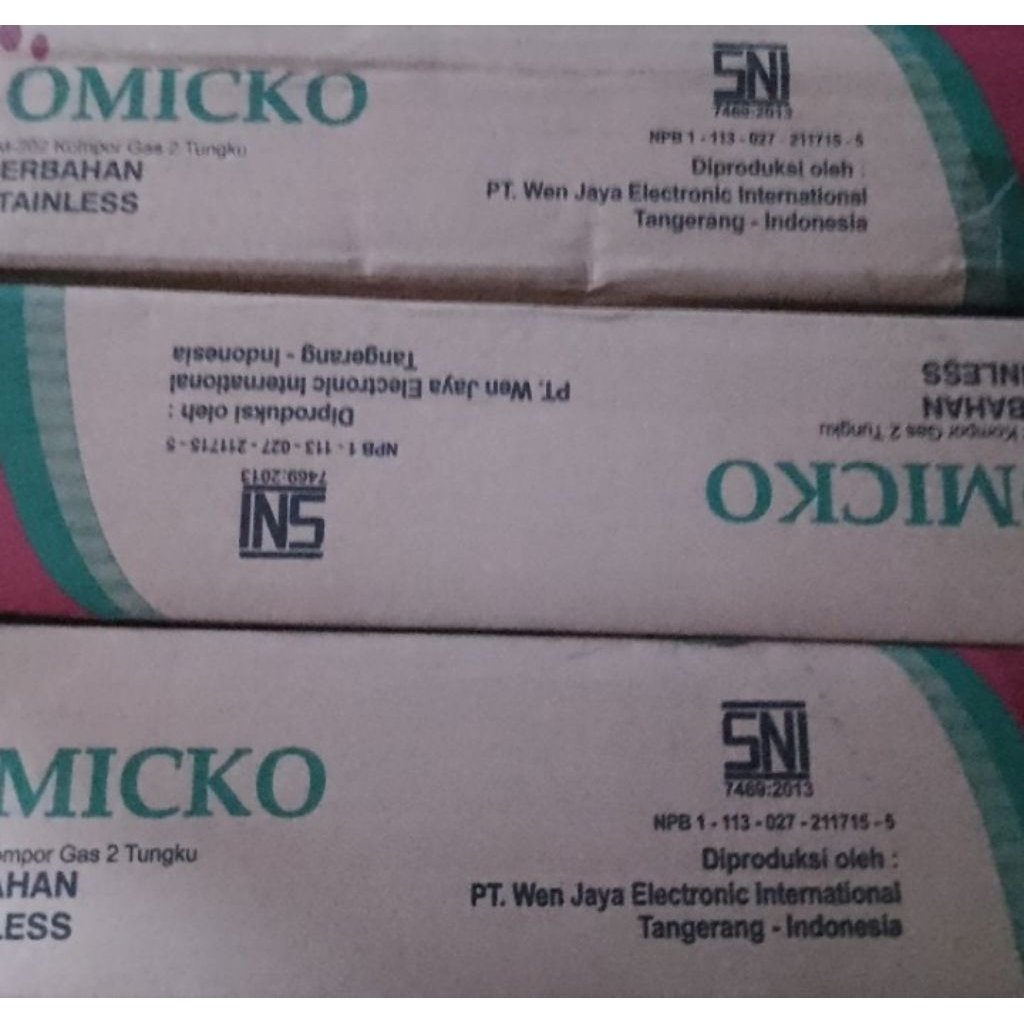 OMICKO
M-302 Kompor Gas 2 Tungku
ERBAHAN
TAINLESS
SNI
7469:2013
NPB 1 - 113 - 027 - 211715 - 5
Diproduksi oleh :
PT. Wen Jaya Electronic International
Tangerang - Indonesia
MICKO
Kompor Gas 2 Tungku
BAHAN
INLESS
SNI
7469:2013
NPB 1 - 113 - 027 - 211715 - 5
Diproduksi oleh :
PT. Wen Jaya Electronic International
Tangerang - Indonesia
MICKO
ompor Gas 2 Tungku
AHAN
LESS
SNI
7469:2013
NPB 1 - 113 - 027 - 211715 - 5
Diproduksi oleh :
PT. Wen Jaya Electronic International
Tangerang - Indonesia